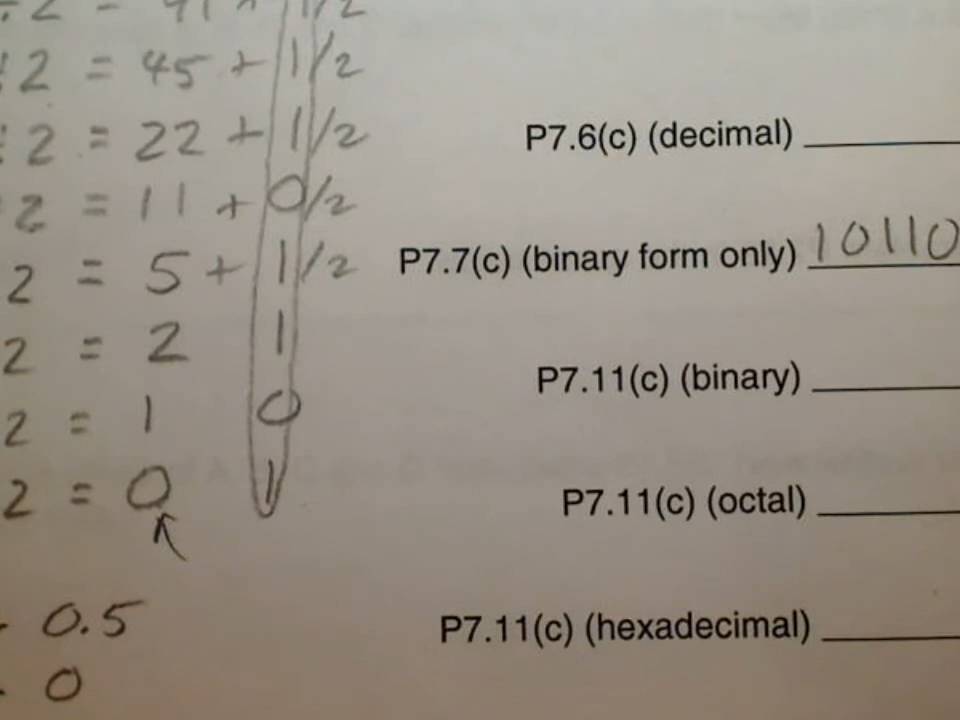 ÷2 = 45 + 1/2
÷2 = 22 + 1/2
2 = 11 + 0/2
2 = 5 + 1/2
2 = 2 1
2 = 1 0
2 = 0 1
0.5
0
P7.6(c) (decimal)
P7.7(c) (binary form only) 10110
P7.11(c) (binary)
P7.11(c) (octal)
P7.11(c) (hexadecimal)